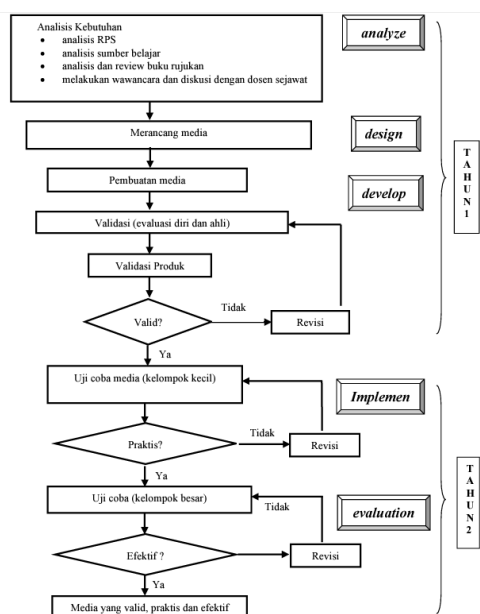 Analisis Kebutuhan
• analisis RPS
• analisis sumber belajar
• analisis dan review buku rujukan
• melakukan wawancara dan diskusi dengan dosen sejawat
analyze
Merancang media
design
Pembuatan media
develop
Validasi (evaluasi diri dan ahli)
Validasi Produk
Valid?
Tidak
Revisi
Ya
T
A
H
U
N
1
Uji coba media (kelompok kecil)
Implemen
Praktis?
Tidak
Revisi
Ya
Uji coba (kelompok besar)
Tidak
evaluation
Efektif ?
Revisi
Ya
Media yang valid, praktis dan efektif
T
A
H
U
N
2